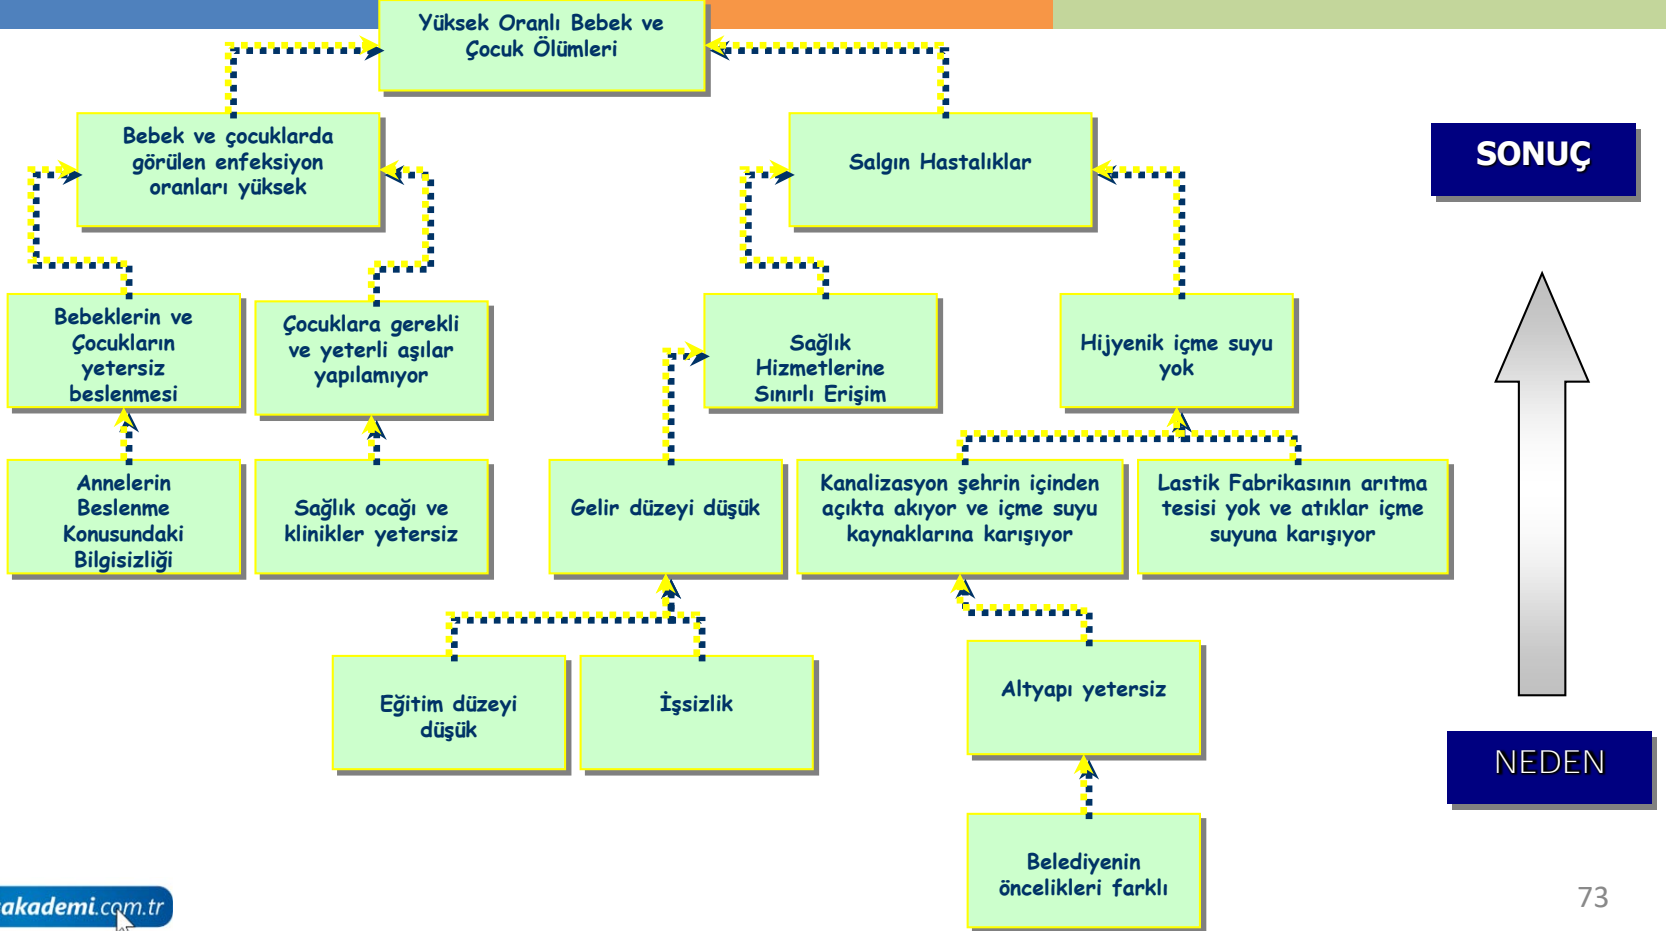 Yüksek Oranlı Bebek ve
Çocuk Ölümleri
Bebek ve çocuklarda
görülen enfeksiyon
oranları yüksek
Salgın Hastalıklar
SONUÇ
Bebeklerin ve
Çocukların
yetersiz
beslenmesi
Çocuklara gerekli
ve yeterli aşılar
yapılamıyor
Sağlık
Hizmetlerine
Sınırlı Erişim
Hijyenik içme suyu
yok
Annelerin
Beslenme
Konusundaki
Bilgisizliği
Sağlık ocağı ve
klinikler yetersiz
Gelir düzeyi düşük
Kanalizasyon şehrin içinden
açıkta akıyor ve içme suyu
kaynaklarına karışıyor
Lastik Fabrikasının arıtma
tesisi yok ve atıklar içme
suyuna karışıyor
Eğitim düzeyi
düşük
İşsizlik
Altyapı yetersiz
NEDEN
Belediyenin
öncelikleri farklı
akademi.com.tr
73